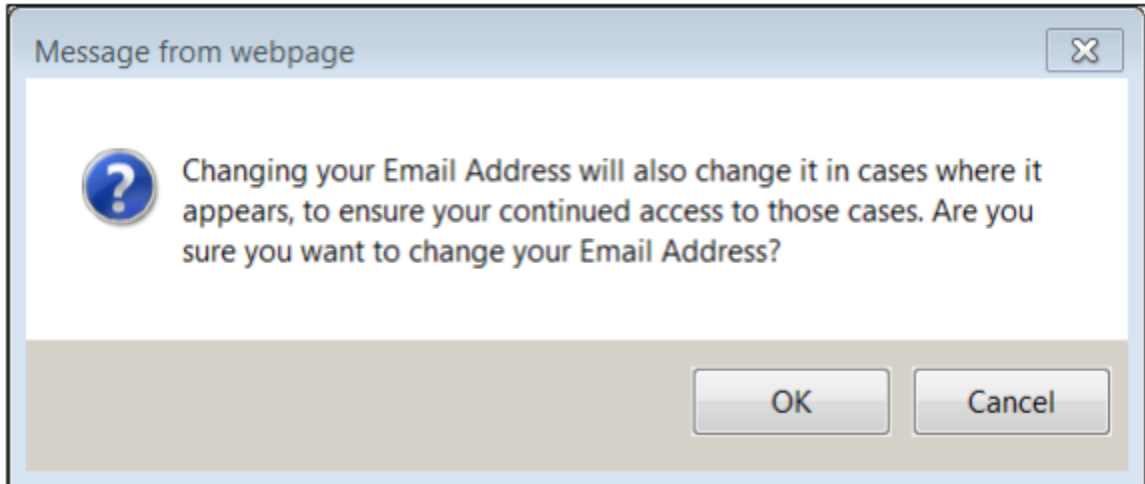 Message from webpage
Changing your Email Address will also change it in cases where it
appears, to ensure your continued access to those cases. Are you
sure you want to change your Email Address?
OK Cancel